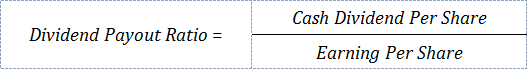 Dividend Payout Ratio =
Cash Dividend Per Share
Earning Per Share